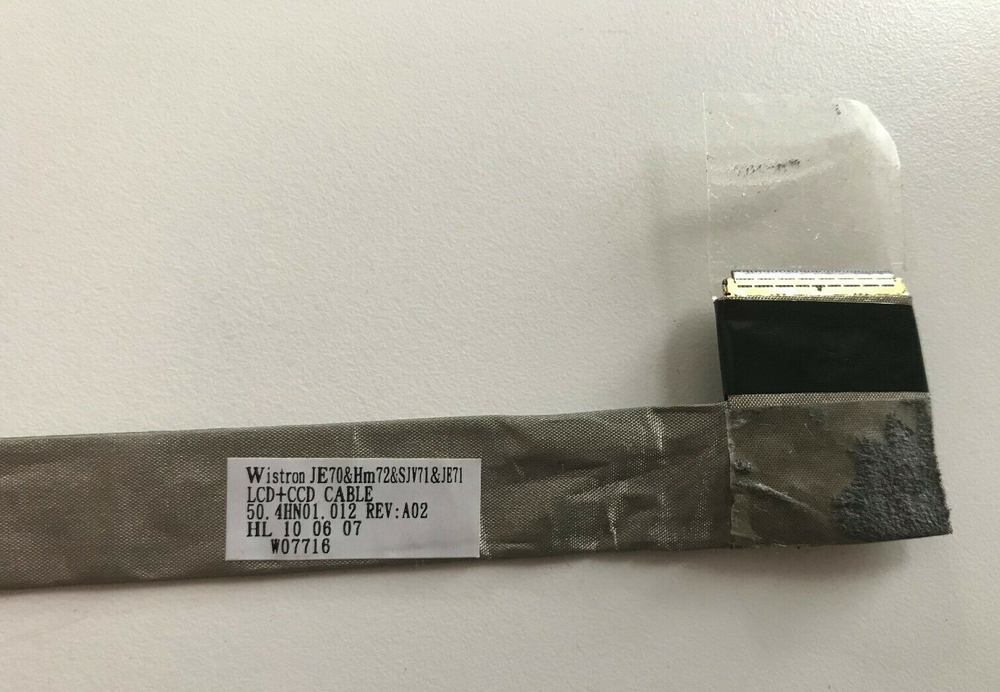 Wistron JE70&Hm72&SJV71&JE71
LCD+CCD CABLE
50.4HN01.012 REV:A02
HL 10 06 07
W07716